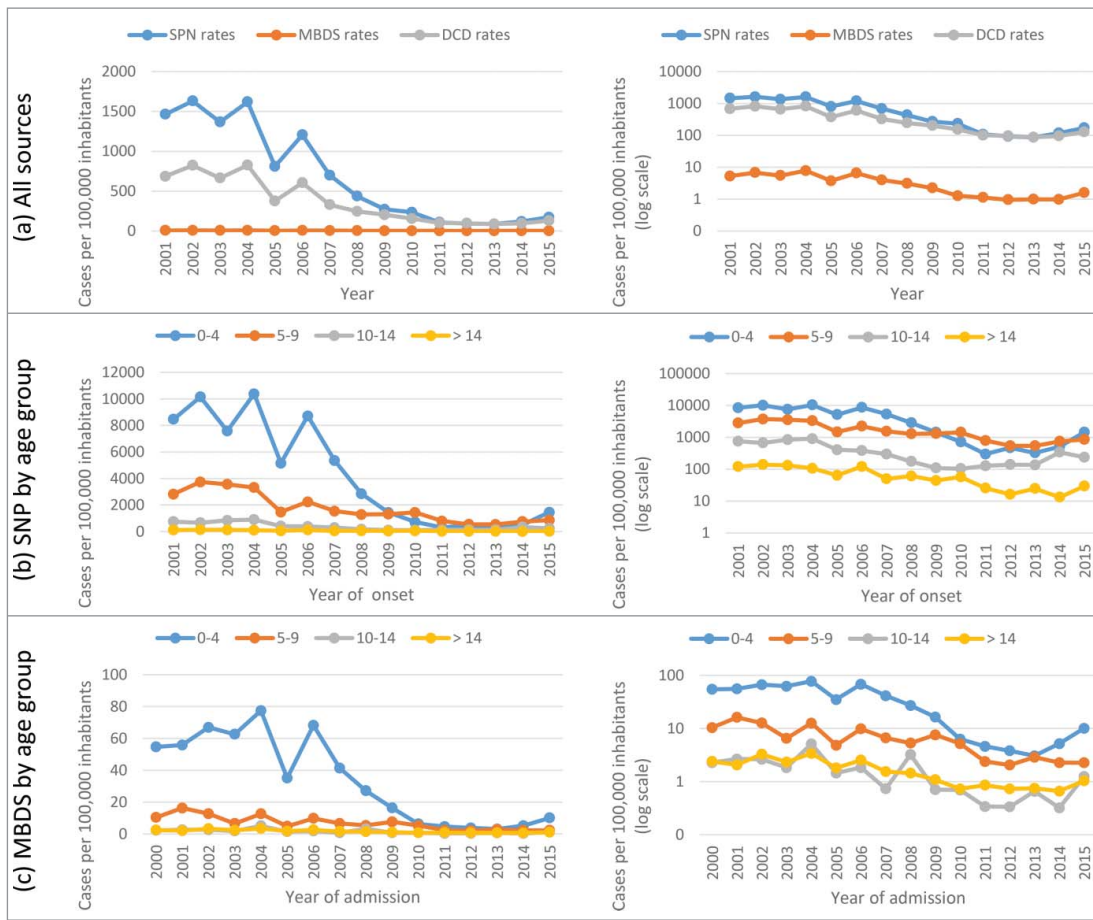 (a) All sources
SPN rates MBDS rates DCD rates
Cases per 100,000 inhabitants
2000
1500
1000
500
0
2001 2002 2003 2004 2005 2006 2007 2008 2009 2010 2011 2012 2013 2014 2015
Year
SPN rates MBDS rates DCD rates
Cases per 100,000 inhabitants
(log scale)
10000
1000
100
10
1
0
2001 2002 2003 2004 2005 2006 2007 2008 2009 2010 2011 2012 2013 2014 2015
Year
(b) SNP by age group
0-4 5-9 10-14 > 14
Cases per 100,000 inhabitants
12000
10000
8000
6000
4000
2000
0
2001 2002 2003 2004 2005 2006 2007 2008 2009 2010 2011 2012 2013 2014 2015
Year of onset
0-4 5-9 10-14 > 14
Cases per 100,000 inhabitants
(log scale)
100000
10000
1000
100
10
1
2001 2002 2003 2004 2005 2006 2007 2008 2009 2010 2011 2012 2013 2014 2015
Year of onset
(c) MBDS by age group
0-4 5-9 10-14 > 14
Cases per 100,000 inhabitants
100
80
60
40
20
0
2000 2001 2002 2003 2004 2005 2006 2007 2008 2009 2010 2011 2012 2013 2014 2015
Year of admission
0-4 5-9 10-14 > 14
Cases per 100,000 inhabitants
(log scale)
100
10
1
0
2000 2001 2002 2003 2004 2005 2006 2007 2008 2009 2010 2011 2012 2013 2014 2015
Year of admission